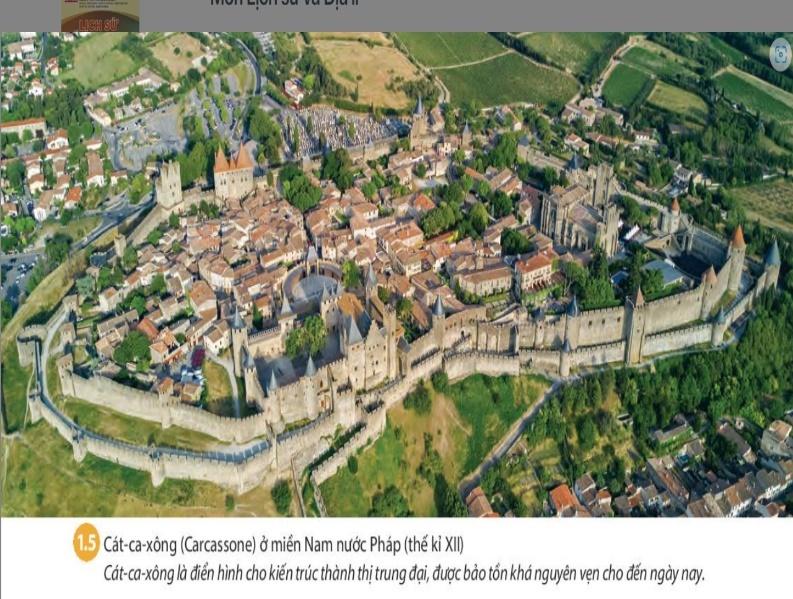 Môn Lịch sử và Địa lí
LỊCH SỬ
1.5 Cát-ca-xông (Carcassone) ở miền Nam nước Pháp (thế kỉ XII)
Cát-ca-xông là điển hình cho kiến trúc thành thị trung đại, được bảo tồn khá nguyên vẹn cho đến ngày nay.